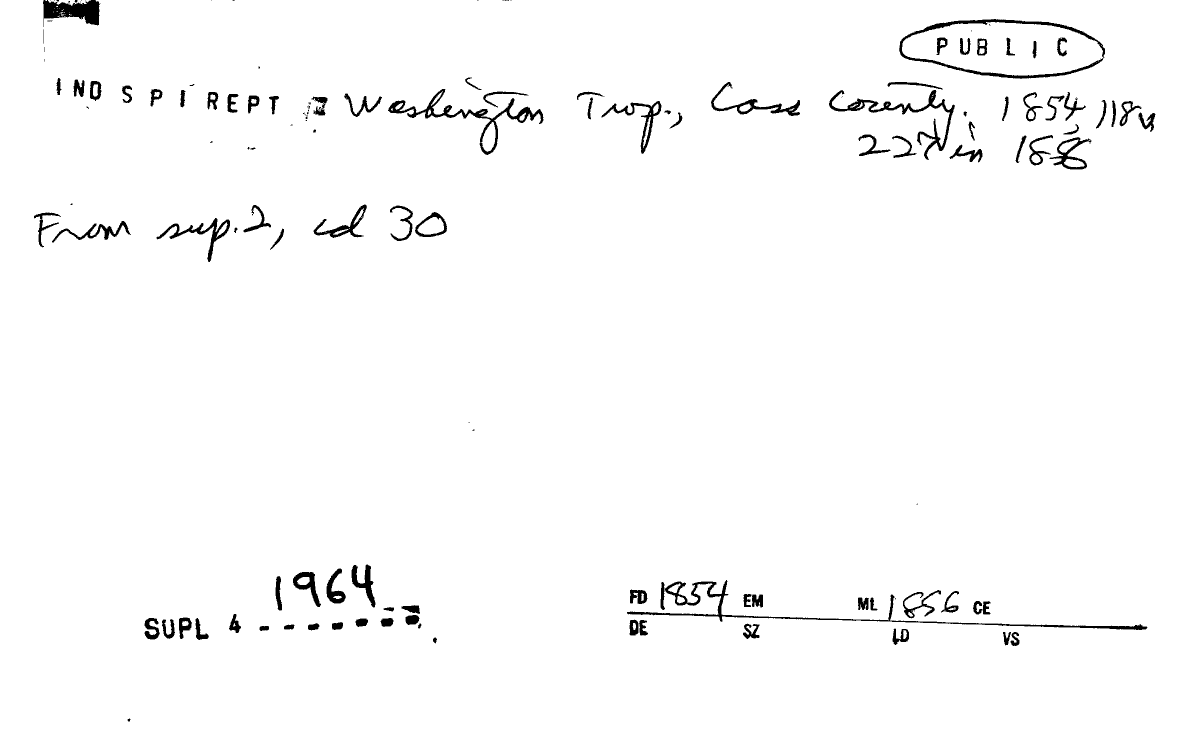 PUBLIC
IND SPI REPT Washington Twp., Cass County. 1854, 118 v
227 in 1856
From sup. 2, cd 30
1964
SUPL 4 - - - - - - -
FD 1854 EM ML 1856 CE
DE SZ LD VS